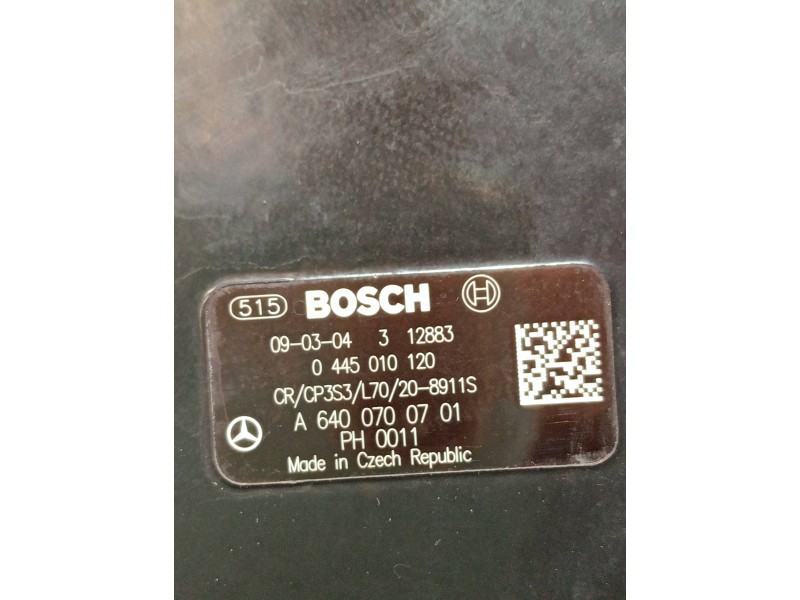 515 BOSCH
09-03-04 3 12883
0 445 010 120
CR/CP3S3/L70/20-8911S
A 640 070 07 01
PH 0011
Made in Czech Republic